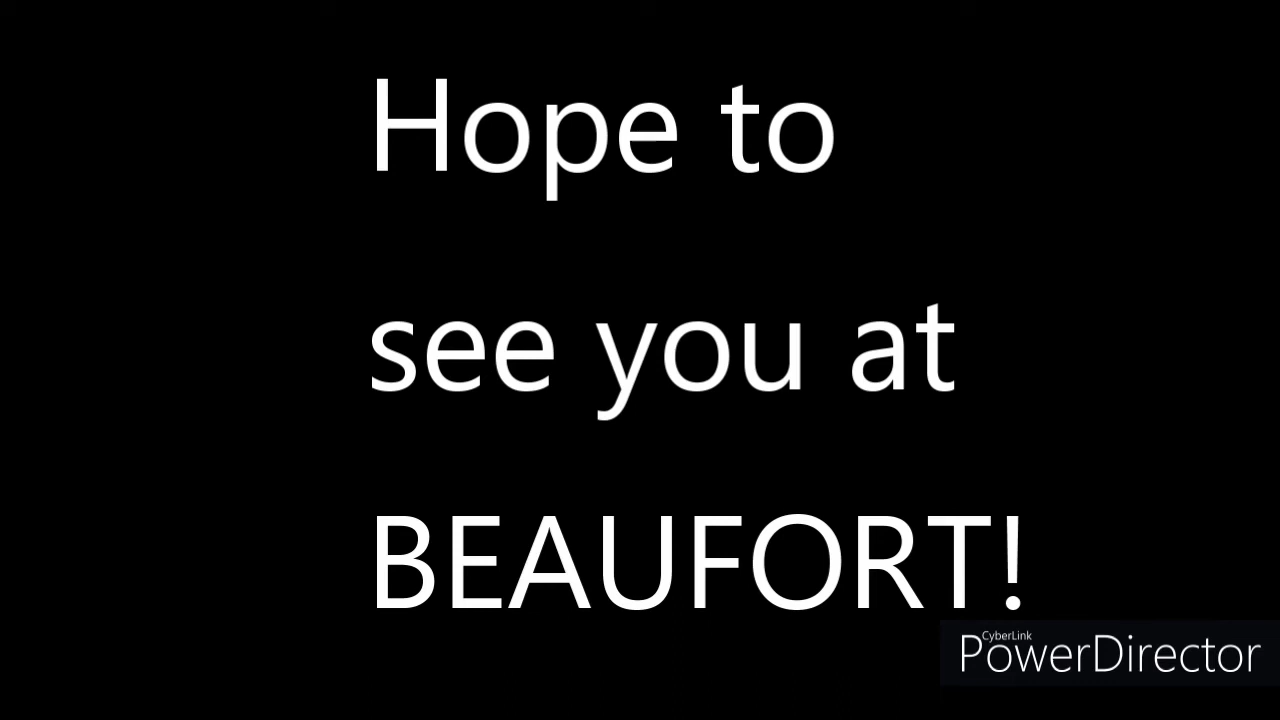 Hope to
see you at
BEAUFORT!
CyberLink
PowerDirector